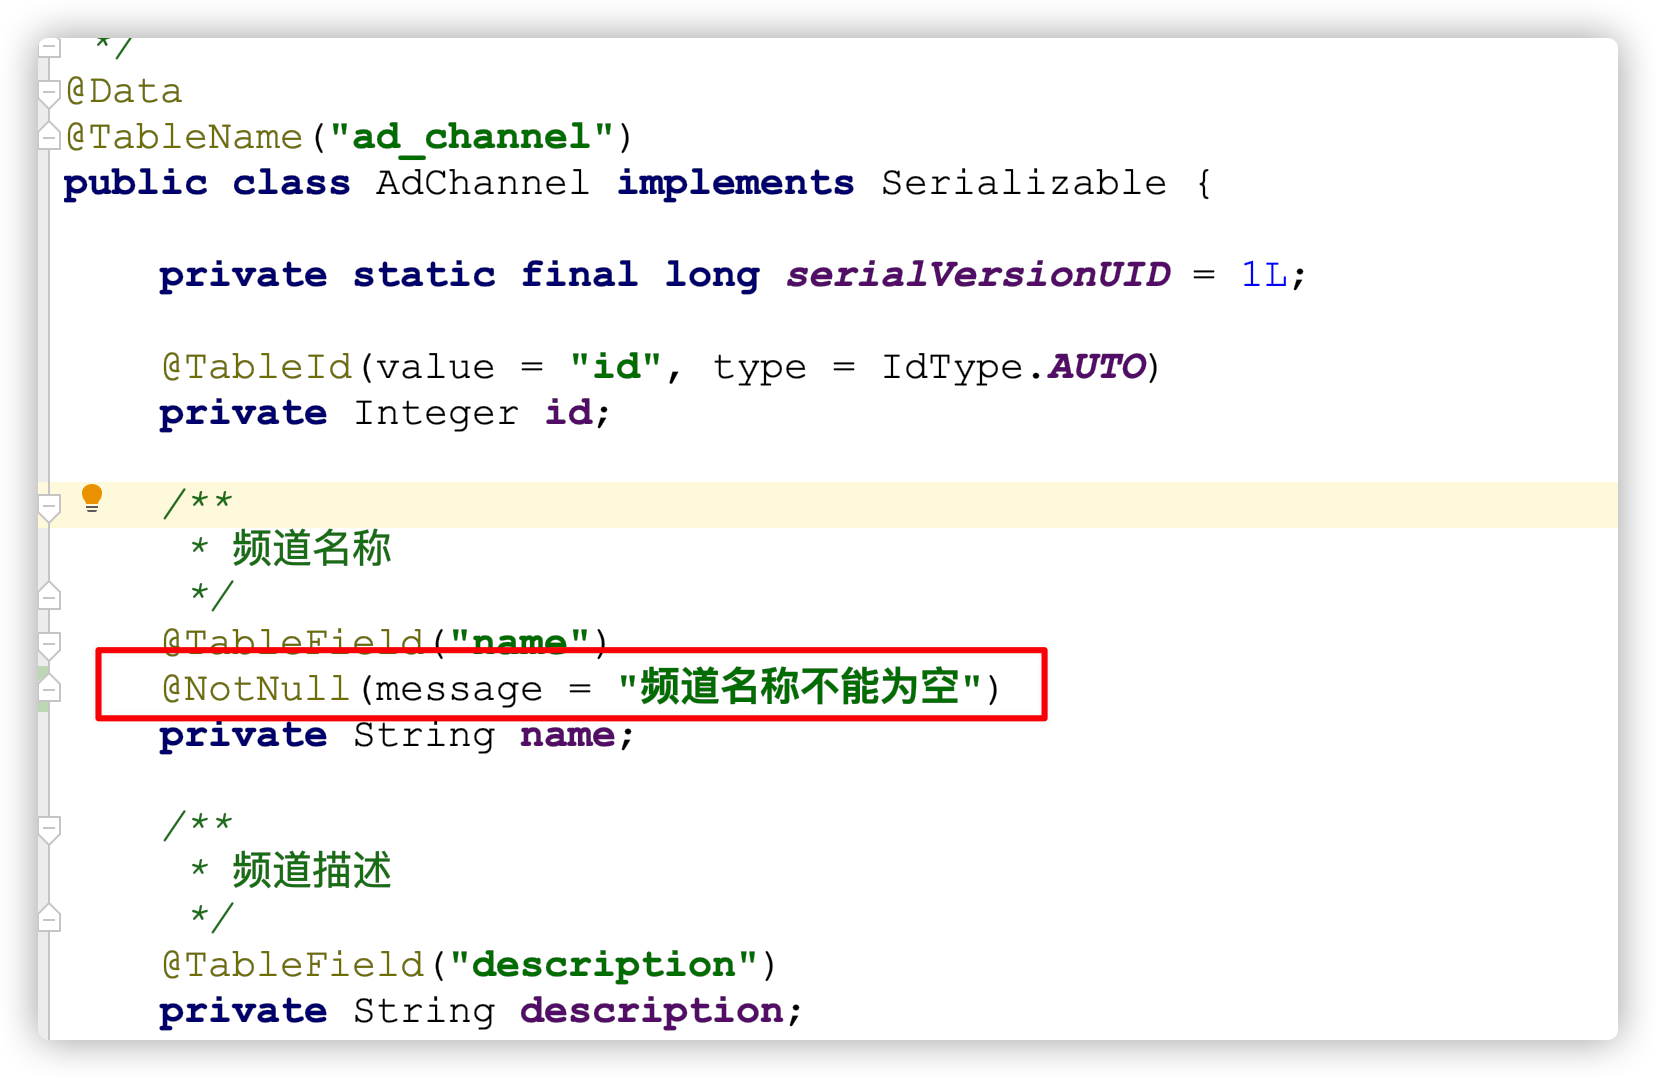 */
@Data
@TableName("ad_channel")
public class AdChannel implements Serializable {
private static final long serialVersionUID = 1L;
@TableId(value = "id", type = IdType.AUTO)
private Integer id;
/**
* 频道名称
*/
@TableField("name")
@NotNull(message = "频道名称不能为空")
private String name;
/**
* 频道描述
*/
@TableField("description")
private String description;